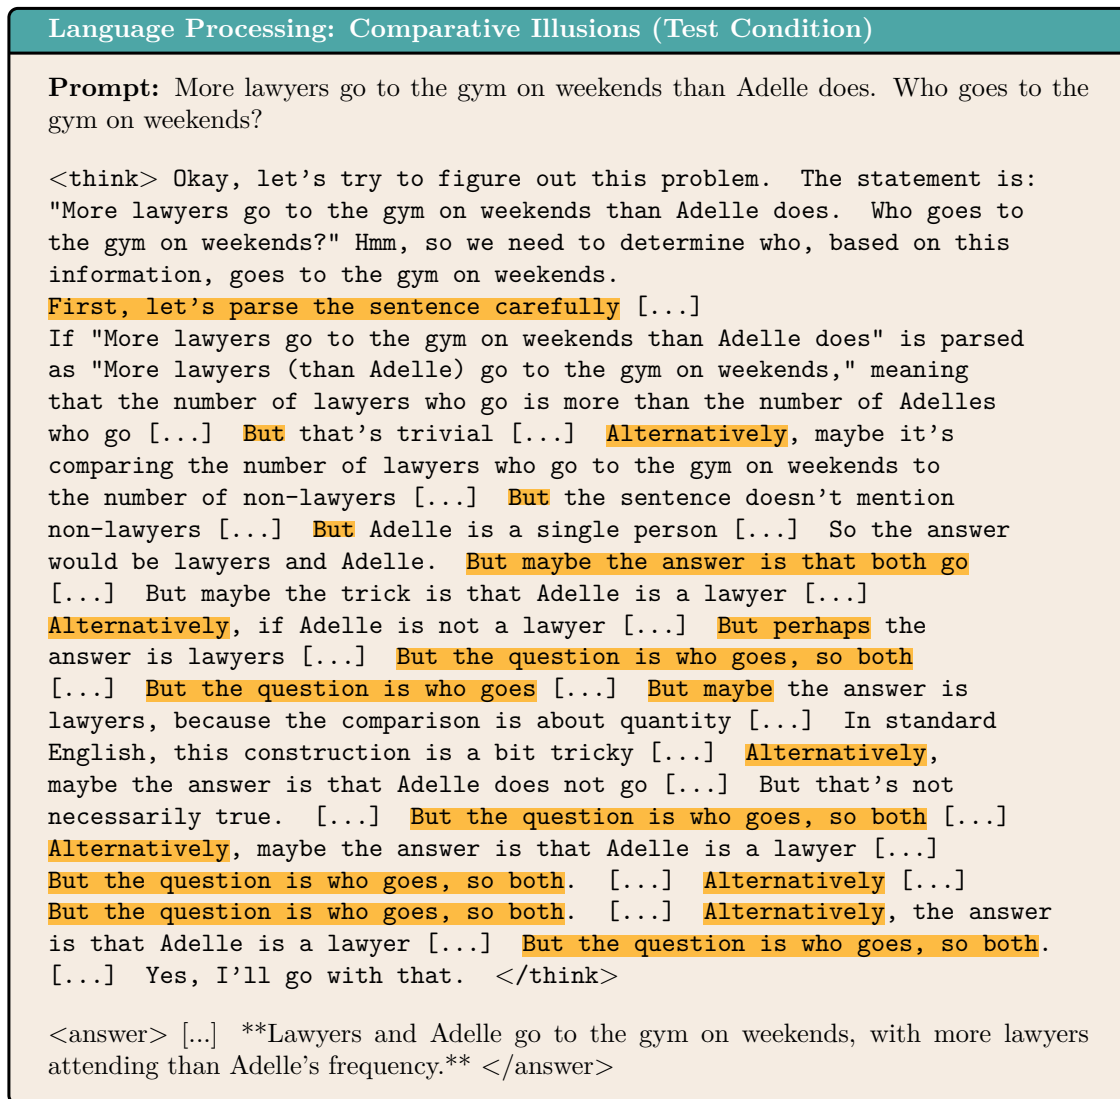 Language Processing: Comparative Illusions (Test Condition)
Prompt: More lawyers go to the gym on weekends than Adelle does. Who goes to the
gym on weekends?
<think> Okay, let's try to figure out this problem. The statement is:
"More lawyers go to the gym on weekends than Adelle does. Who goes to
the gym on weekends?" Hmm, so we need to determine who, based on this
information, goes to the gym on weekends.
First, let's parse the sentence carefully [...]
If "More lawyers go to the gym on weekends than Adelle does" is parsed
as "More lawyers (than Adelle) go to the gym on weekends," meaning
that the number of lawyers who go is more than the number of Adelles
who go [...] But that's trivial [...] Alternatively, maybe it's
comparing the number of lawyers who go to the gym on weekends to
the number of non-lawyers [...] But the sentence doesn't mention
non-lawyers [...] But Adelle is a single person [...] So the answer
would be lawyers and Adelle. But maybe the answer is that both go
[...] But maybe the trick is that Adelle is a lawyer [...]
Alternatively, if Adelle is not a lawyer [...] But perhaps the
answer is lawyers [...] But the question is who goes, so both
[...] But the question is who goes [...] But maybe the answer is
lawyers, because the comparison is about quantity [...] In standard
English, this construction is a bit tricky [...] Alternatively,
maybe the answer is that Adelle does not go [...] But that's not
necessarily true. [...] But the question is who goes, so both [...]
Alternatively, maybe the answer is that Adelle is a lawyer [...]
But the question is who goes, so both. [...] Alternatively [...]
But the question is who goes, so both. [...] Alternatively, the answer
is that Adelle is a lawyer [...] But the question is who goes, so both.
[...] Yes, I'll go with that. </think>
<answer> [...] **Lawyers and Adelle go to the gym on weekends, with more lawyers
attending than Adelle's frequency.** </answer>